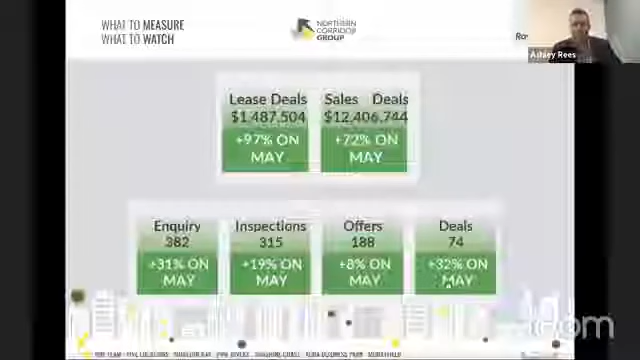 WHAT TO MEASURE
WHAT TO WATCH
NORTHERN
CORRIDOR
GROUP
Ashley Rees
Lease Deals
$1,487,504
+97% ON
MAY
Sales Deals
$12,406,744
+72% ON
MAY
Enquiry
382
+31% ON
MAY
Inspections
315
+19% ON
MAY
Offers
188
+8% ON
MAY
Deals
74
+32% ON
MAY